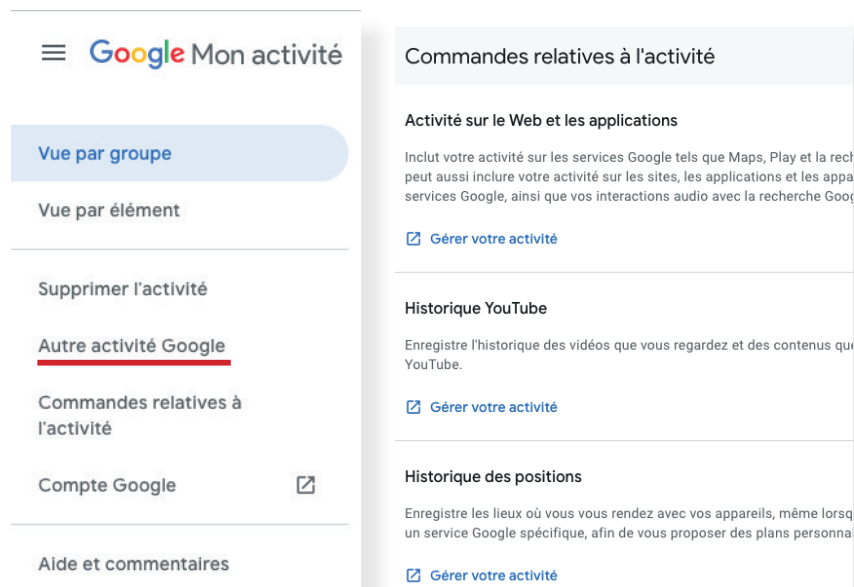 Google Mon activité
Vue par groupe
Vue par élément
Supprimer l'activité
Autre activité Google
Commandes relatives à
l'activité
Compte Google
Aide et commentaires
Commandes relatives à l'activité
Activité sur le Web et les applications
Inclut votre activité sur les services Google tels que Maps, Play et la
peut aussi inclure votre activité sur les sites, les applications et les
services Google, ainsi que vos interactions audio avec la recherche
Gérer votre activité
Historique YouTube
Enregistre l'historique des vidéos que vous regardez et des contenus
YouTube.
Gérer votre activité
Historique des positions
Enregistre les lieux où vous vous rendez avec vos appareils, même
un service Google spécifique, afin de vous proposer des plans
Gérer votre activité